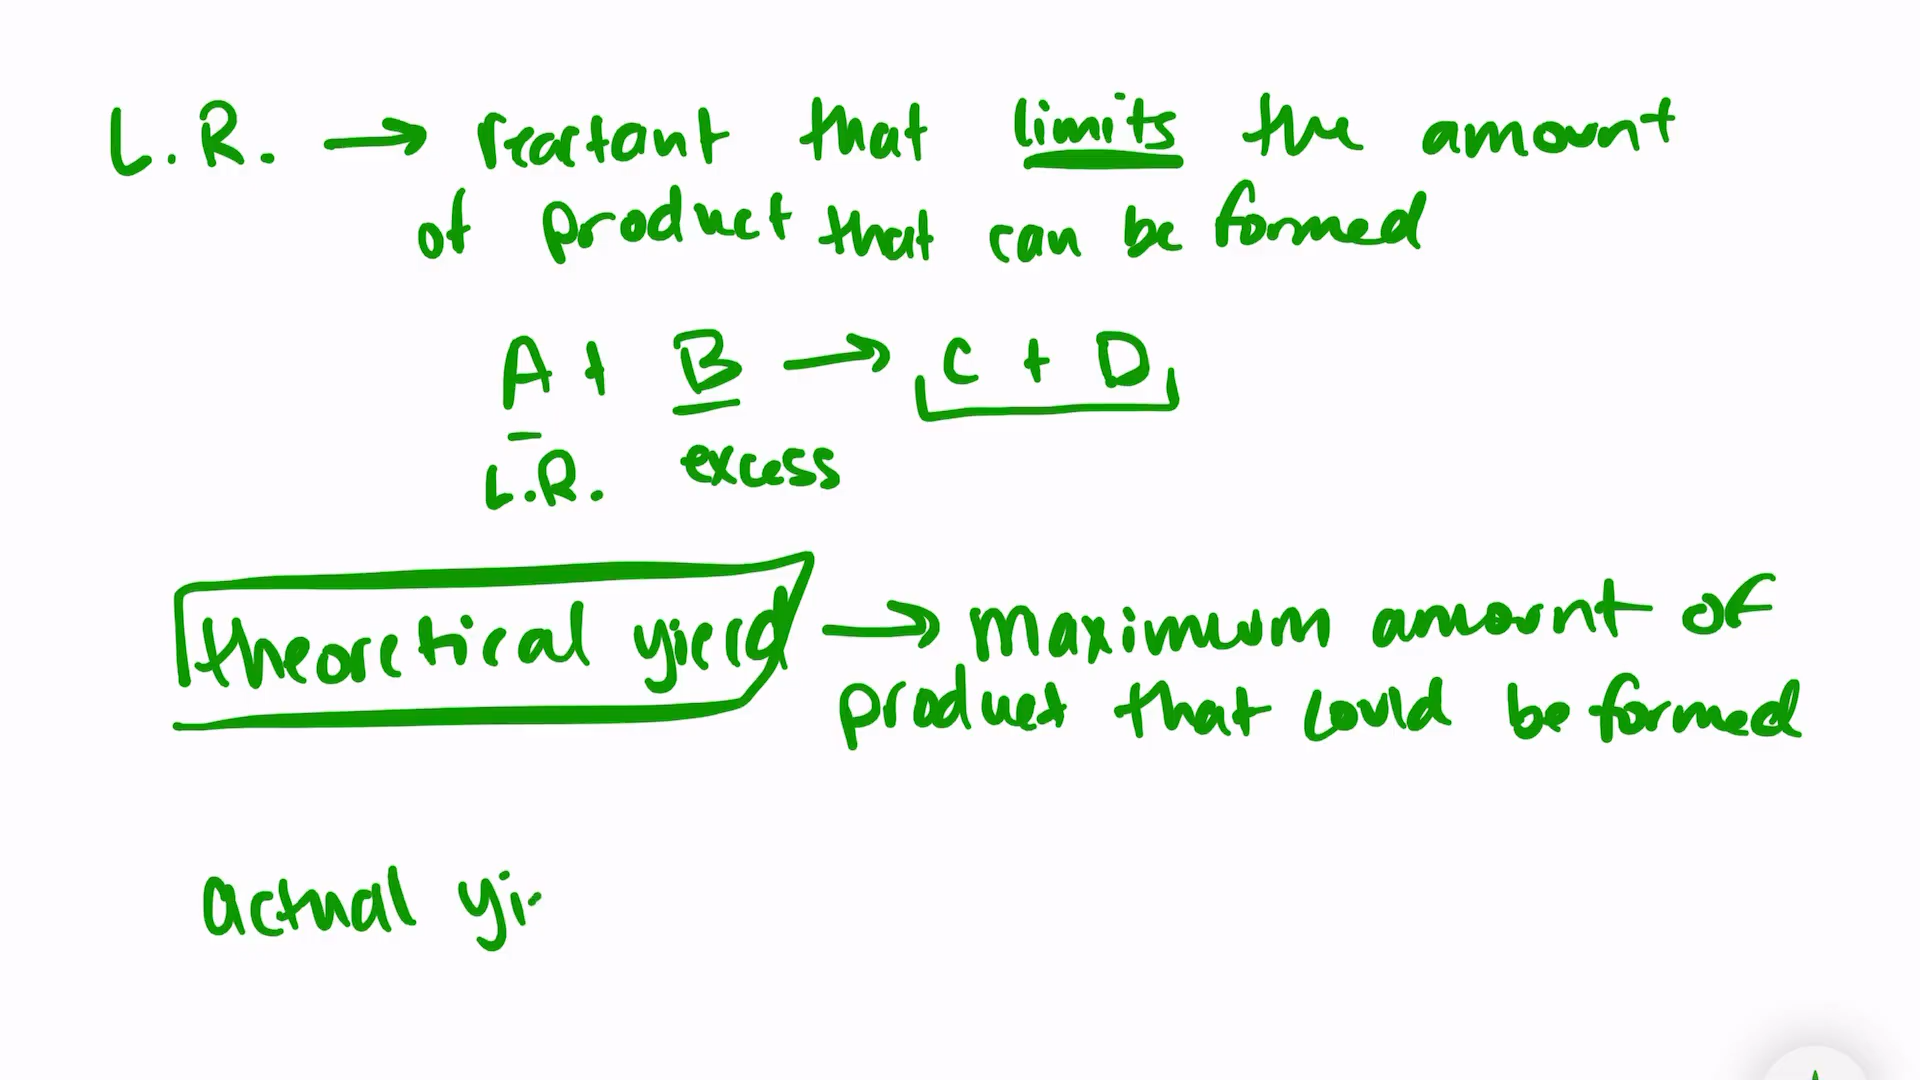 L.R. → reactant that limits the amount
of product that can be formed
A + B → C + D
L.R. excess
theoretical yield → maximum amount of
product that could be formed
actual yi